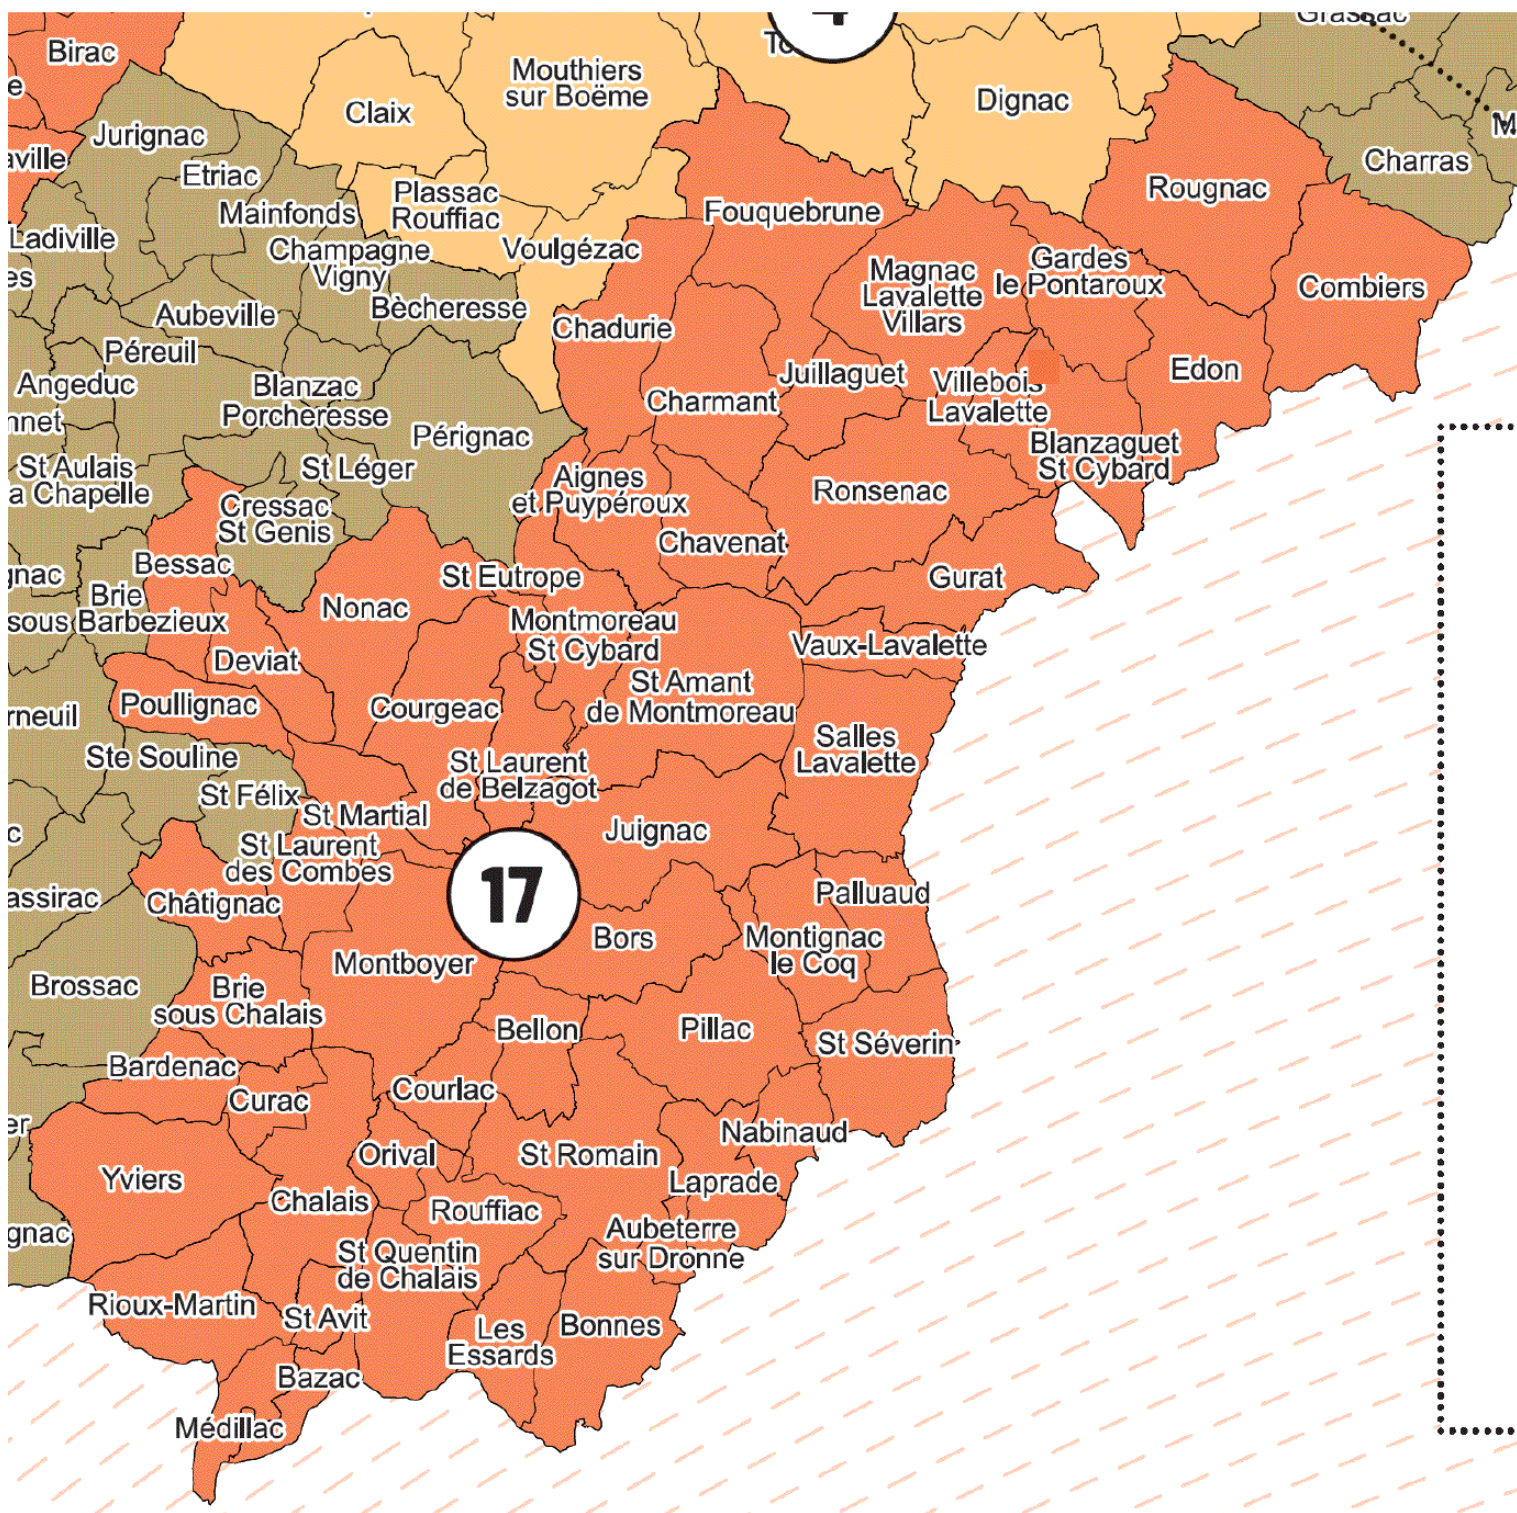 Birac
Mouthiers
sur Boëme
Claix
Dignac
Jurignac
Charras
Etriac
Plassac
Rouffiac
Rougnac
Mainfonds
Fouquebrune
Ladiville
Champagne
Vigny
Voulgézac
Magnac
Lavalette
Villars
Gardes
le Pontaroux
Combiers
Aubeville
Bècheresse
Chadurie
Péreuil
Angeduc
Blanzac
Porcheresse
Juillaguet
Villebois
Lavalette
Edon
Charmant
Pérignac
Blanzaguet
St Cybard
St Aulais
a Chapelle
St Léger
Aignes
et Puypéroux
Ronsenac
Cressac
St Genis
Chavenat
Bessac
St Eutrope
Gurat
Brie
sous Barbezieux
Nonac
Montmoreau
St Cybard
Vaux-Lavalette
Deviat
St Amant
de Montmoreau
Poullignac
Courgeac
Salles
Lavalette
Ste Souline
St Laurent
de Belzagot
St Félix
St Martial
Juignac
St Laurent
des Combes
17
Palluaud
Châtignac
Bors
Montignac
le Coq
Montboyer
Brossac
Brie
sous Chalais
Bellon
Pillac
St Séverin
Bardenac
Courlac
Curac
Nabinaud
Orival
St Romain
Yviers
Laprade
Chalais
Rouffiac
Aubeterre
sur Dronne
St Quentin
de Chalais
Rioux-Martin
St Avit
Les
Essards
Bonnes
Bazac
Médillac